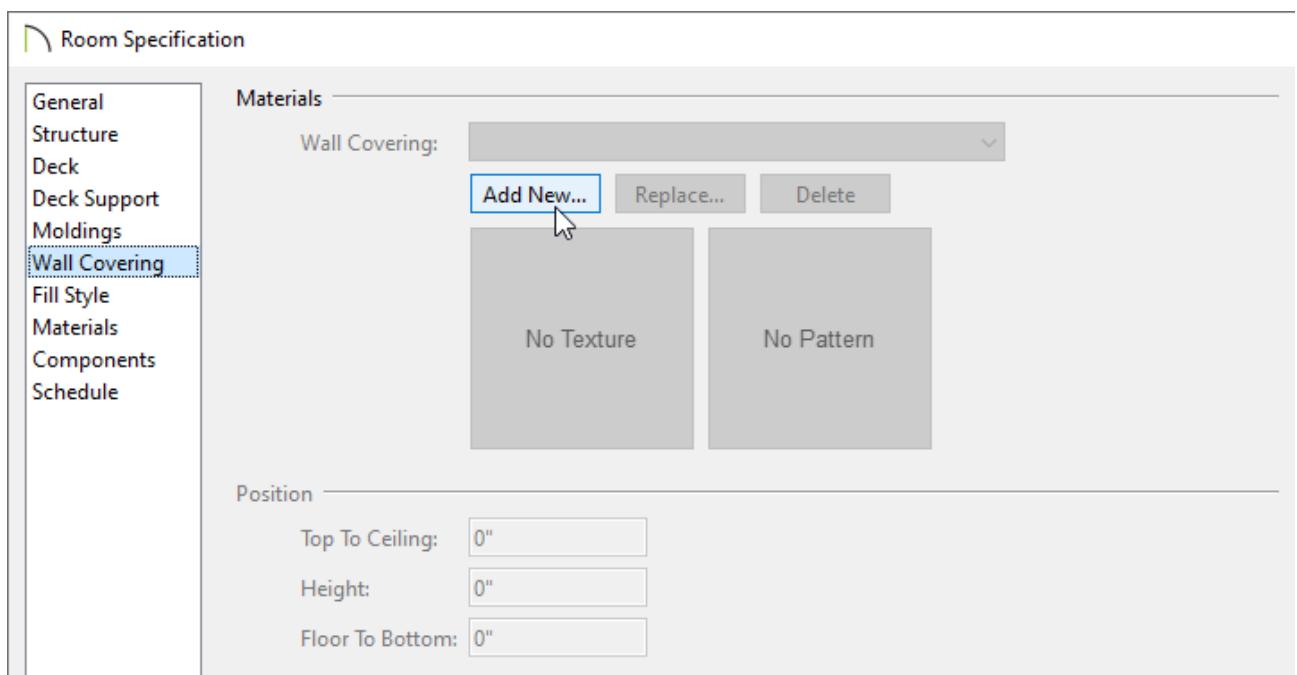 Room Specification
General
Structure
Deck
Deck Support
Moldings
Wall Covering
Fill Style
Materials
Components
Schedule
Materials
Wall Covering:
Add New... Replace... Delete
No Texture No Pattern
Position
Top To Ceiling: 0"
Height: 0"
Floor To Bottom: 0"